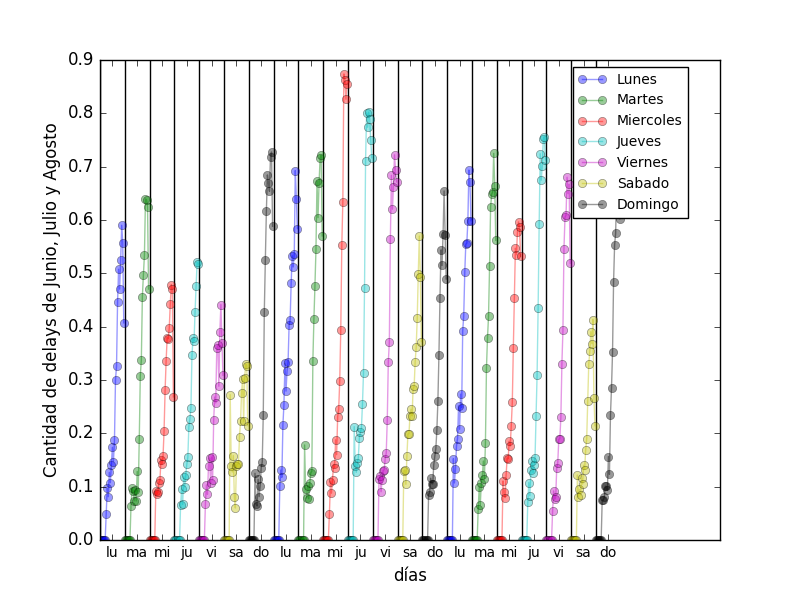 Cantidad de delays de Junio, Julio y Agosto
0.9
0.8
0.7
0.6
0.5
0.4
0.3
0.2
0.1
0.0
Lunes
Martes
Miercoles
Jueves
Viernes
Sabado
Domingo
lu ma mi ju vi sa do lu ma mi ju vi sa do lu ma mi ju vi sa do
días